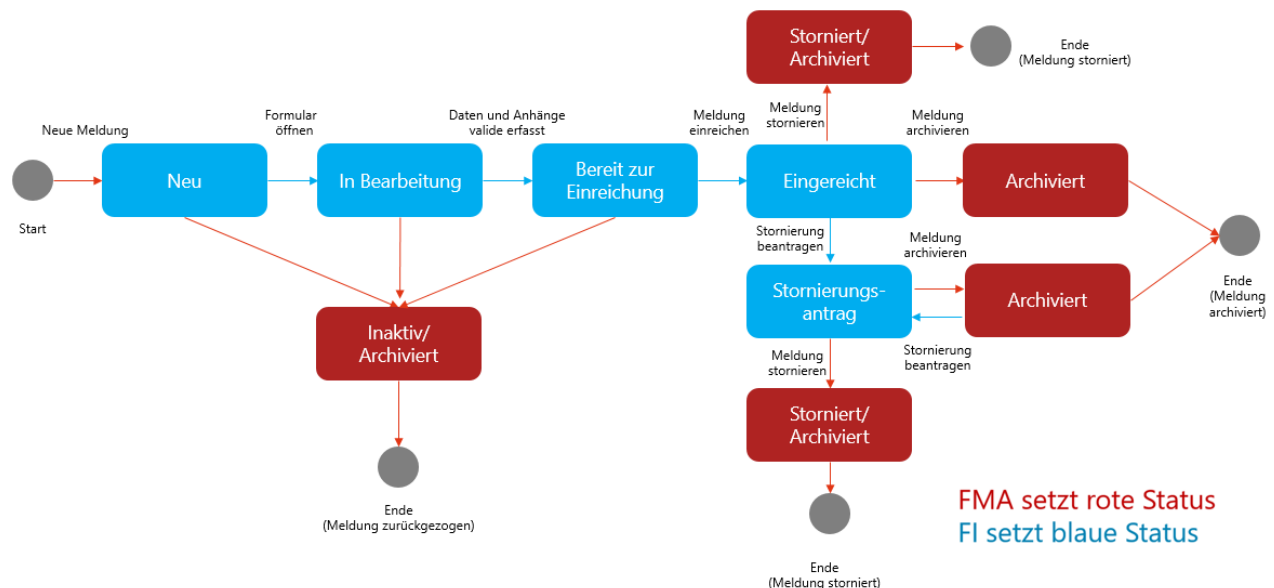 Storniert/
Archiviert
Ende
(Meldung storniert)
Neue Meldung
Formular
öffnen
Daten und Anhänge
valide erfasst
Meldung
einreichen
Meldung
stornieren
Meldung
archivieren
Neu
In Bearbeitung
Bereit zur
Einreichung
Eingereicht
Archiviert
Start
Stornierung
beantragen
Meldung
archivieren
Stornierungs-
antrag
Archiviert
Ende
(Meldung
archiviert)
Inaktiv/
Archiviert
Meldung
stornieren
Stornierung
beantragen
Storniert/
Archiviert
Ende
(Meldung zurückgezogen)
FMA setzt rote Status
FI setzt blaue Status
Ende
(Meldung storniert)